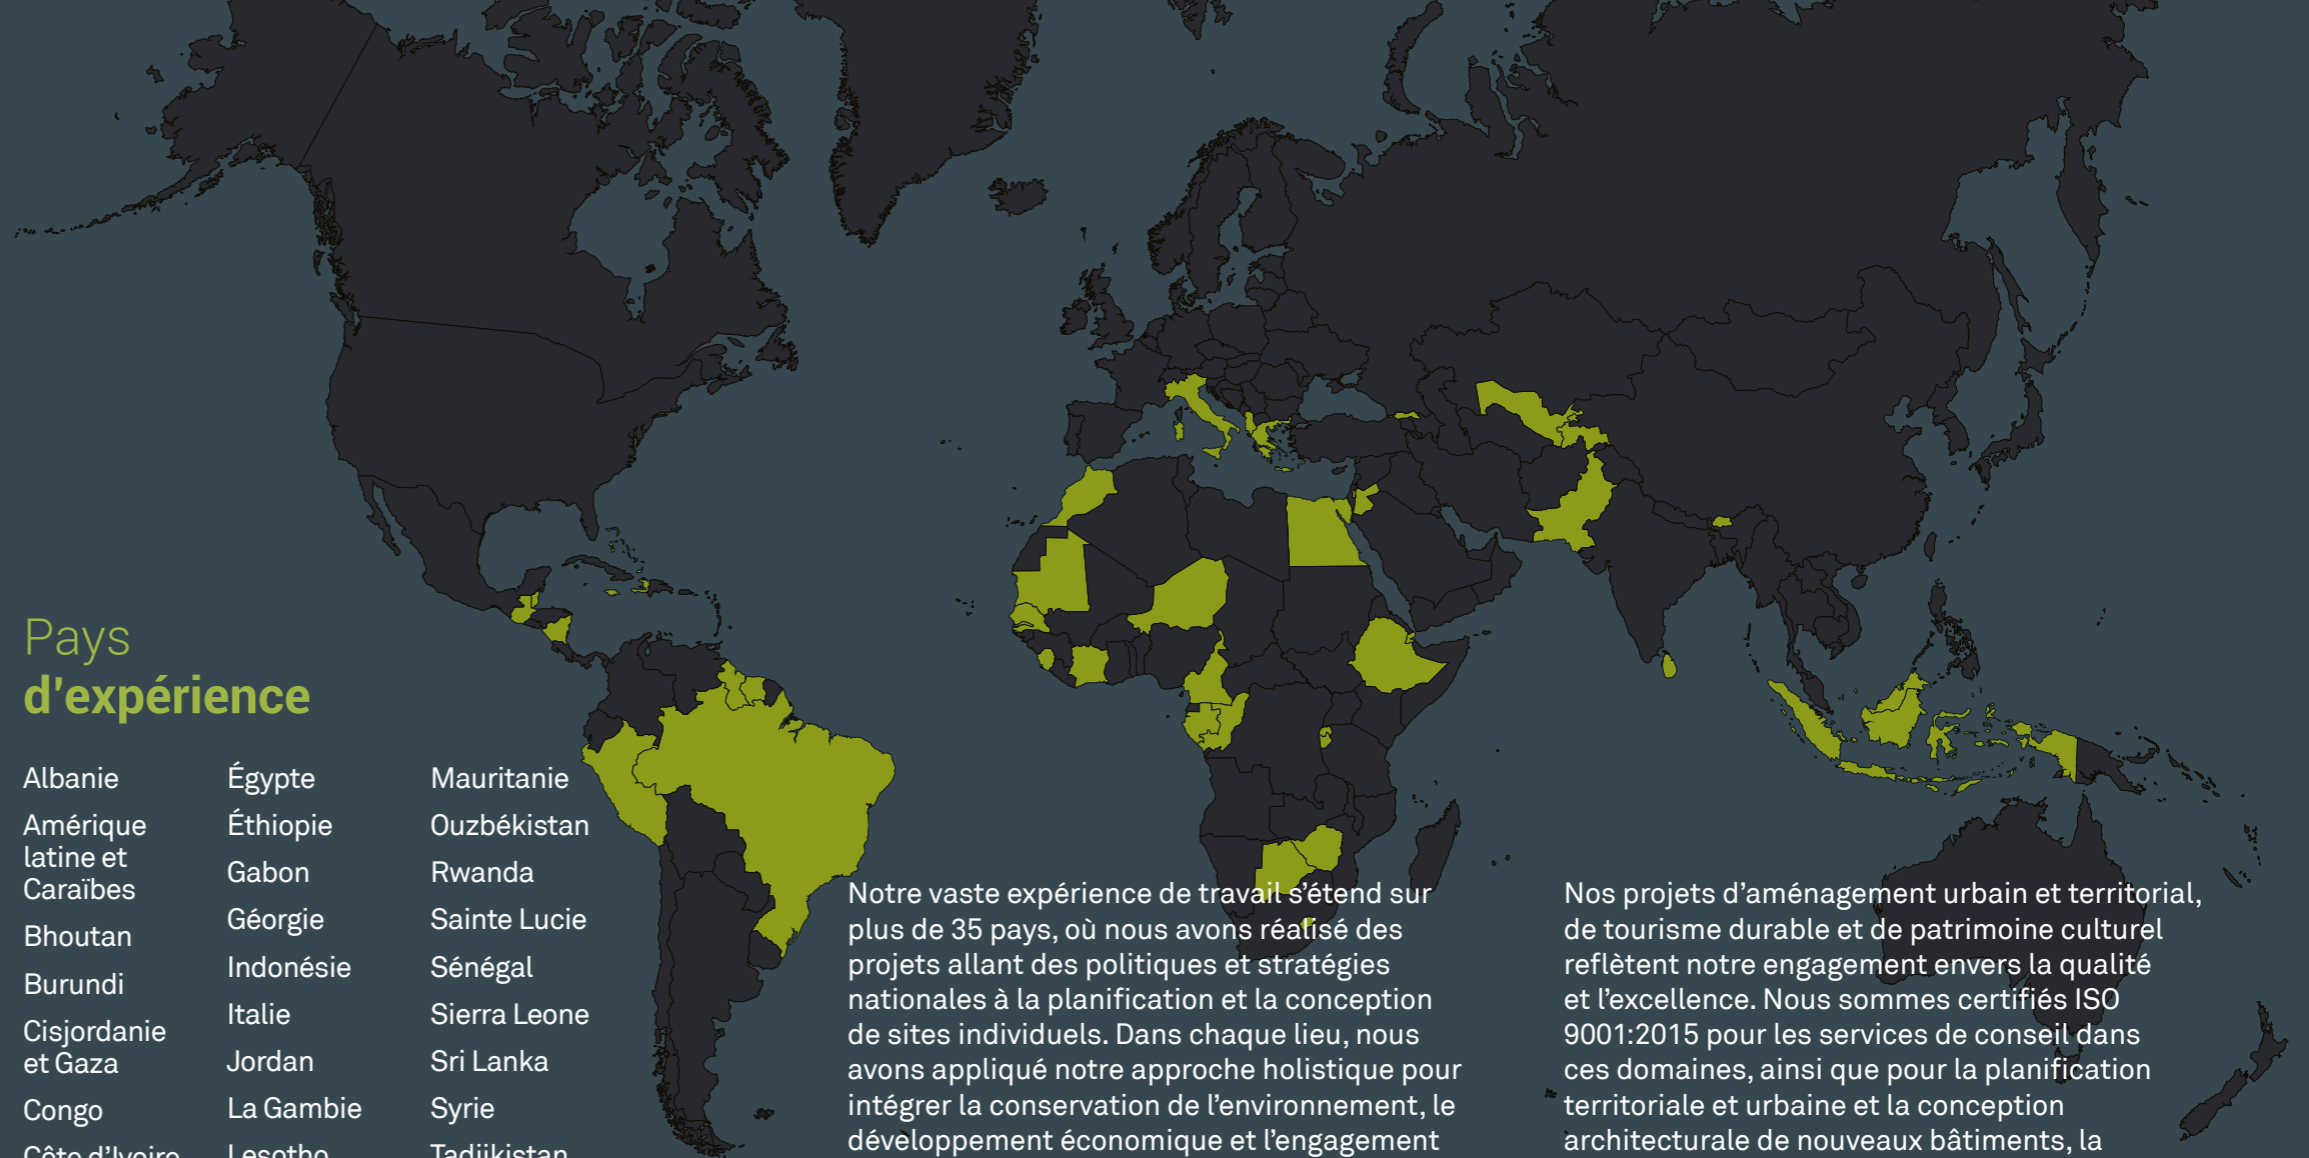 Pays
d'expérience
Albanie
Amérique
latine et
Caraïbes
Bhoutan
Burundi
Cisjordanie
et Gaza
Congo
Côte d'Ivoire
Égypte
Éthiopie
Gabon
Géorgie
Indonésie
Italie
Jordan
La Gambie
Lesotho
Mauritanie
Ouzbékistan
Rwanda
Sainte Lucie
Sénégal
Sierra Leone
Sri Lanka
Syrie
Tadjikistan
Notre vaste expérience de travail s’étend sur
plus de 35 pays, où nous avons réalisé des
projets allant des politiques et stratégies
nationales à la planification et la conception
de sites individuels. Dans chaque lieu, nous
avons appliqué notre approche holistique pour
intégrer la conservation de l’environnement, le
développement économique et l’engagement
Nos projets d’aménagement urbain et territorial,
de tourisme durable et de patrimoine culturel
reflètent notre engagement envers la qualité
et l’excellence. Nous sommes certifiés ISO
9001:2015 pour les services de conseil dans
ces domaines, ainsi que pour la planification
territoriale et urbaine et la conception
architecturale de nouveaux bâtiments, la